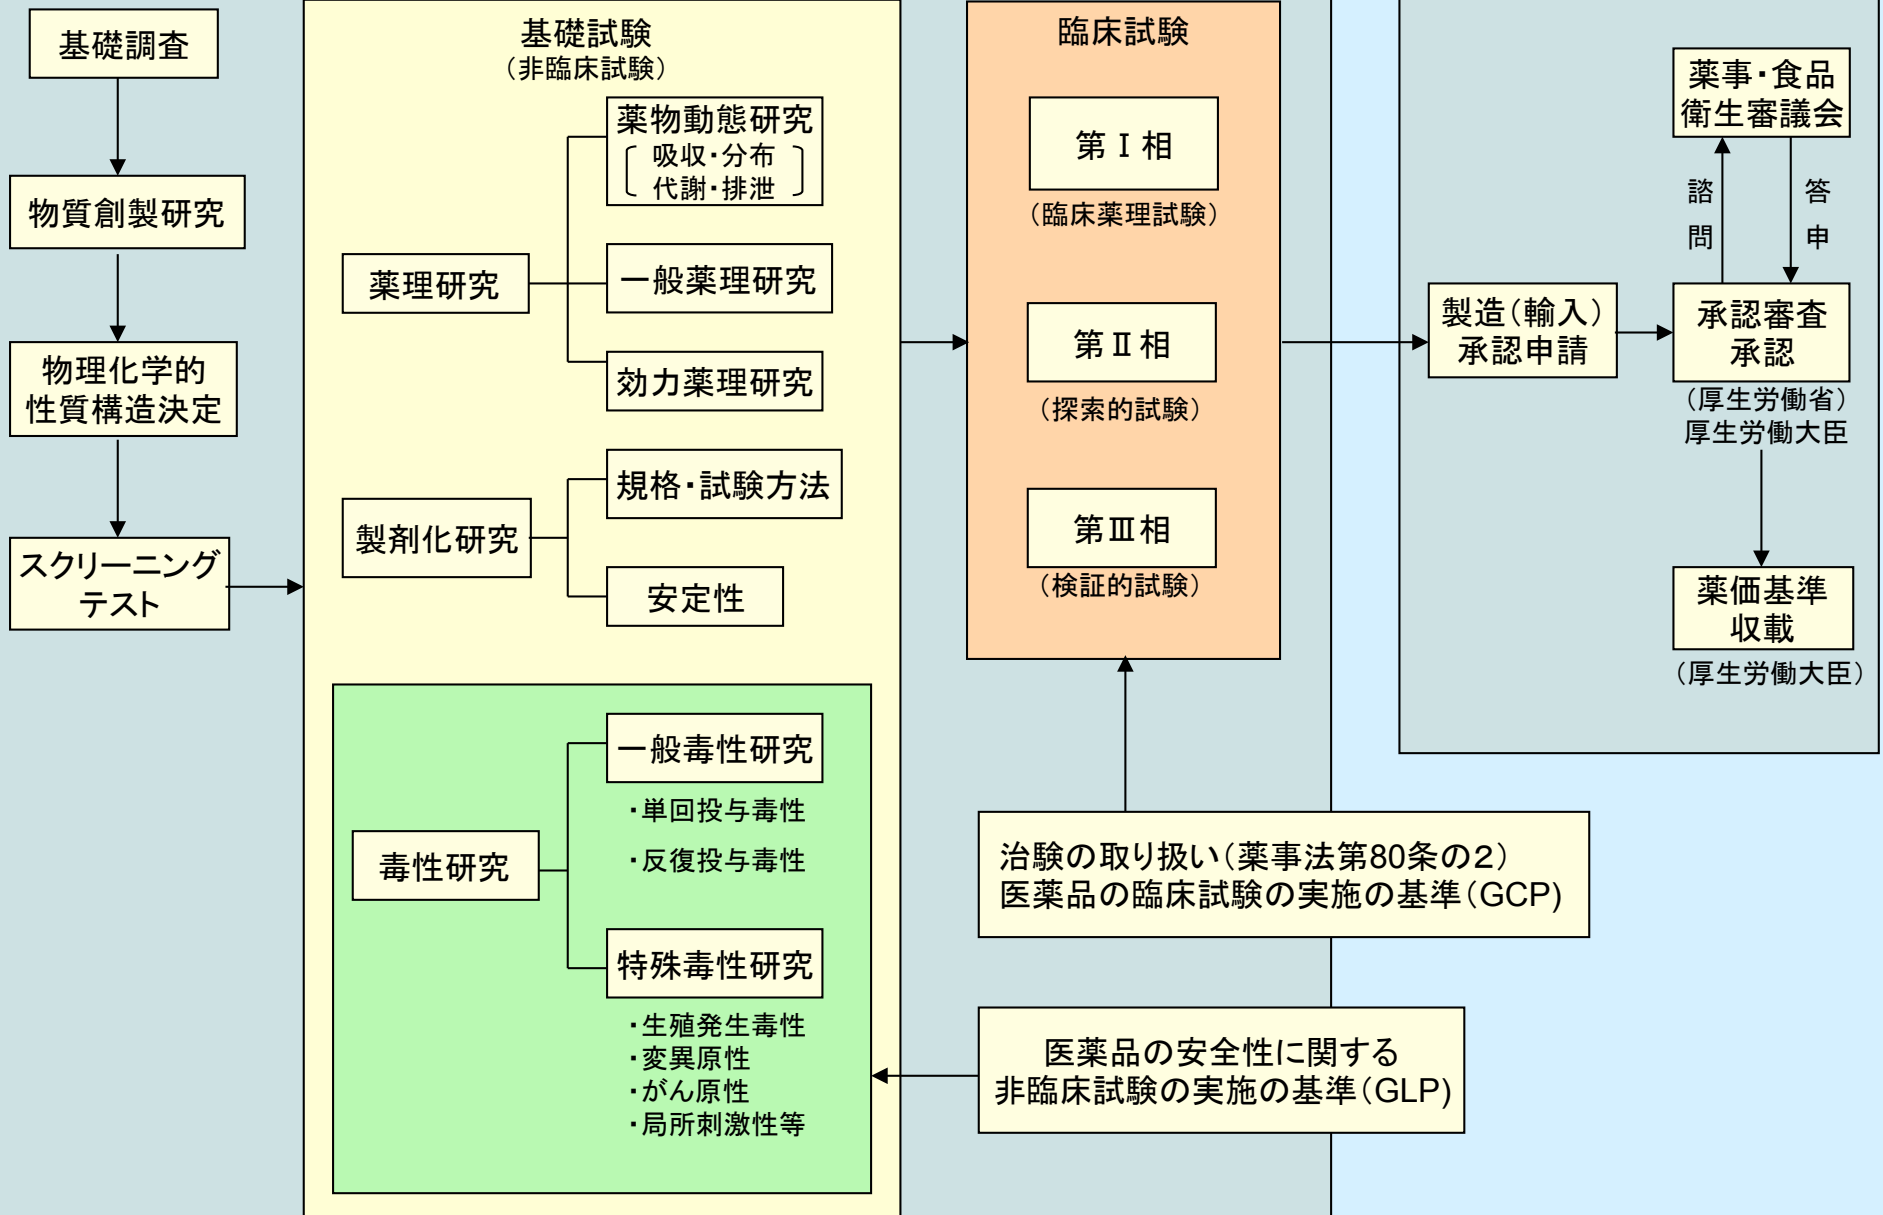 基礎調査
物質創製研究
物理化学的
性質構造決定
スクリーニング
テスト
基礎試験
（非臨床試験）
薬理研究
薬物動態研究
吸収・分布
代謝・排泄
一般薬理研究
効力薬理研究
製剤化研究
規格・試験方法
安定性
毒性研究
一般毒性研究
・単回投与毒性
・反復投与毒性
特殊毒性研究
・生殖発生毒性
・変異原性
・がん原性
・局所刺激性等
臨床試験
第Ⅰ相
（臨床薬理試験）
第Ⅱ相
（探索的試験）
第Ⅲ相
（検証的試験）
治験の取り扱い（薬事法第80条の２）
医薬品の臨床試験の実施の基準（GCP)
医薬品の安全性に関する
非臨床試験の実施の基準（GLP)
製造（輸入）
承認申請
薬事・食品
衛生審議会
諮問
答申
承認審査
承認
（厚生労働省）
厚生労働大臣
薬価基準
収載
（厚生労働大臣）